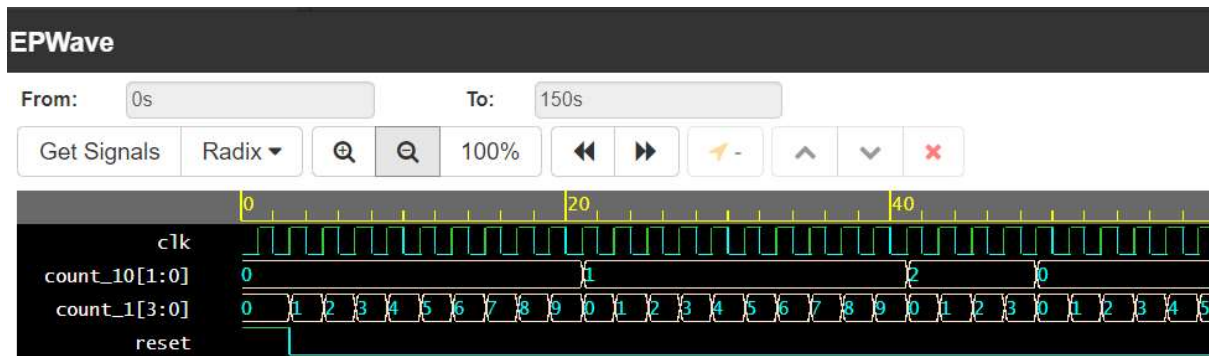 EPWave
From: 0s To: 150s
Get Signals Radix 100% -
0 20 40
clk
count_10[1:0] 0 1 2 0
count_1[3:0] 0 1 2 3 4 5 6 7 8 9 0 1 2 3 4 5 6 7 8 9 0 1 2 3 0 1 2 3 4 5
reset